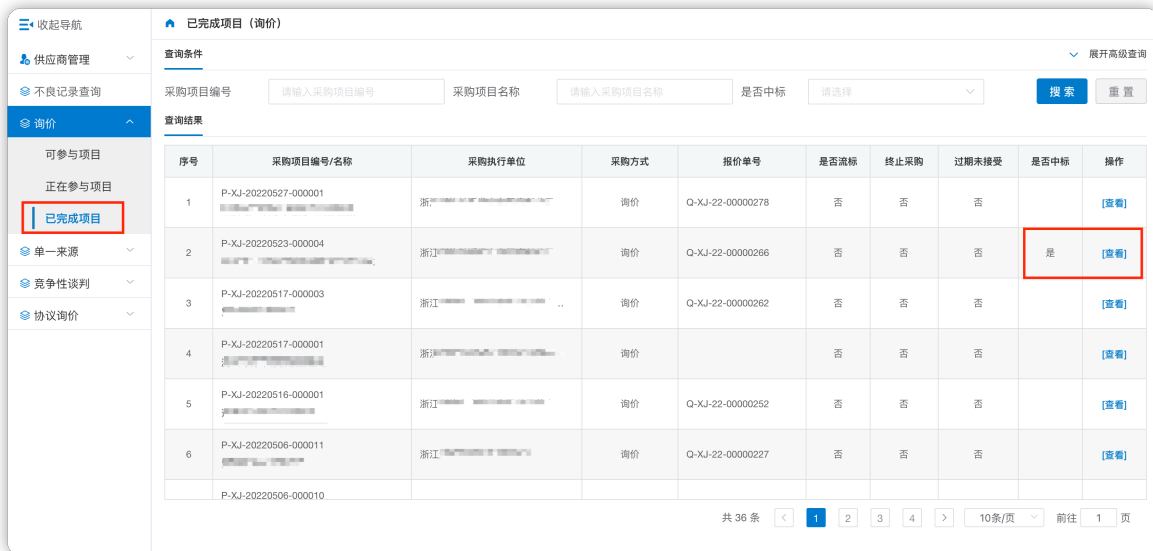 收起导航
已完成项目（询价）
供应商管理
不良记录查询
询价
可参与项目
正在参与项目
已完成项目
单一来源
竞争性谈判
协议询价
查询条件
展开高级查询
采购项目编号 请输入采购项目编号 采购项目名称 请输入采购项目名称 是否中标 请选择 搜索 重置
查询结果
序号 采购项目编号/名称 采购执行单位 采购方式 报价单号 是否流标 终止采购 过期未接受 是否中标 操作
1 P-XJ-20220527-000001 浙 询价 Q-XJ-22-00000278 否 否 否 [查看]
2 P-XJ-20220523-000004 浙江 询价 Q-XJ-22-00000266 否 否 否 是 [查看]
3 P-XJ-20220517-000003 浙江 .. 询价 Q-XJ-22-00000262 否 否 否 [查看]
4 P-XJ-20220517-000001 浙 询价 否 否 否 [查看]
5 P-XJ-20220516-000001 浙江 询价 Q-XJ-22-00000252 否 否 否 [查看]
6 P-XJ-20220506-000011 浙江 询价 Q-XJ-22-00000227 否 否 否 [查看]
P-XJ-20220506-000010
共 36 条 < 1 2 3 4 > 10条/页 前往 1 页